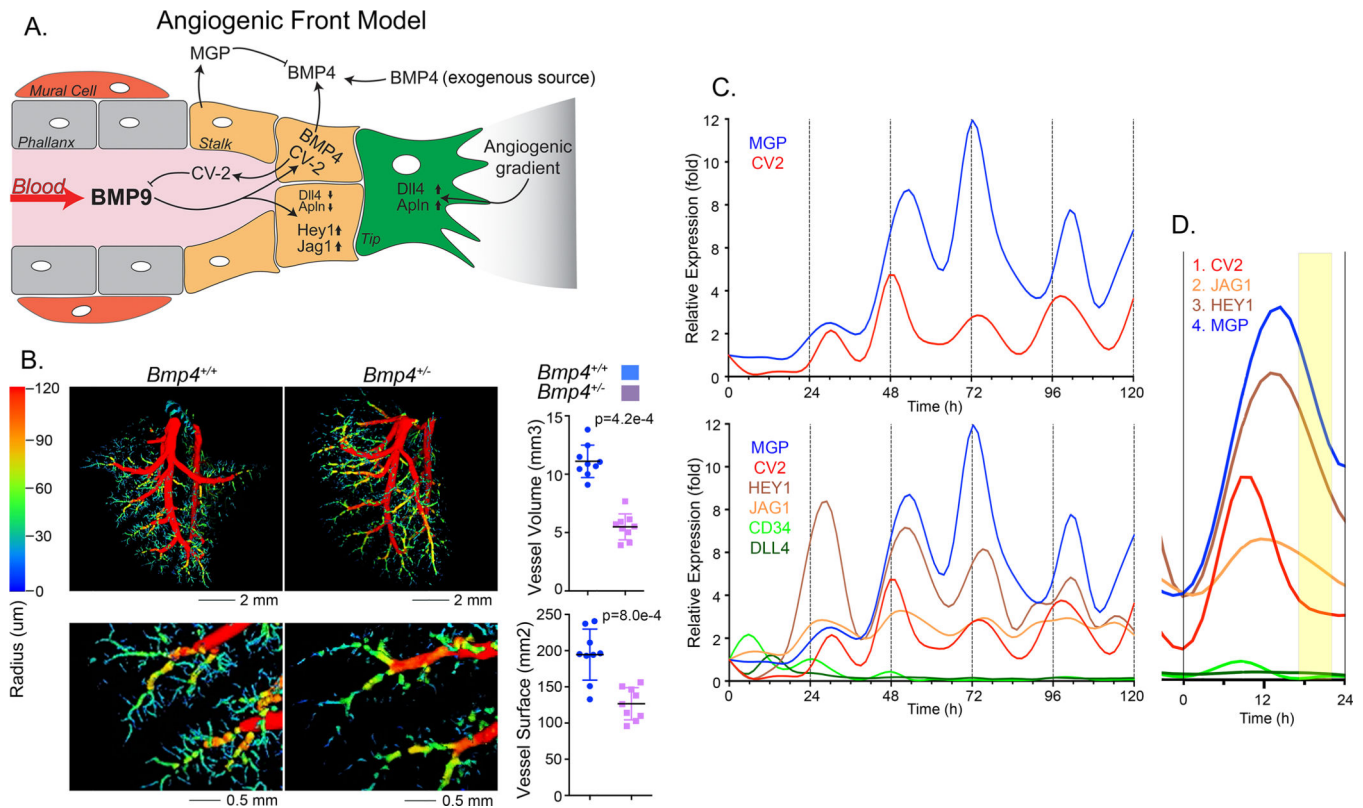 A.
Angiogenic Front Model
MGP
BMP4
BMP4 (exogenous source)
Mural Cell
Phallanx
Stalk
BMP4
CV-2
CV-2
Blood
BMP9
Dll4
Apln
Hey1
Jag1
Tip
Dll4
Apln
Angiogenic
gradient
B.
Bmp4+/+
Bmp4+/-
120
90
60
30
0
Radius (um)
2 mm
2 mm
0.5 mm
0.5 mm
Bmp4+/+
Bmp4+/-
p=4.2e-4
Vessel Volume (mm3)
15
10
5
0
p=8.0e-4
Vessel Surface (mm2)
250
200
150
100
50
0
C.
MGP
CV2
Relative Expression (fold)
12
8
12
8
4
2
0
0
24
48
72
96
120
Time (h)
MGP
CV2
HEY1
JAG1
CD34
DLL4
Relative Expression (fold)
12
8
12
8
4
2
0
0
24
48
72
96
120
Time (h)
D.
1. CV2
2. JAG1
3. HEY1
4. MGP
0
12
24
Time (h)